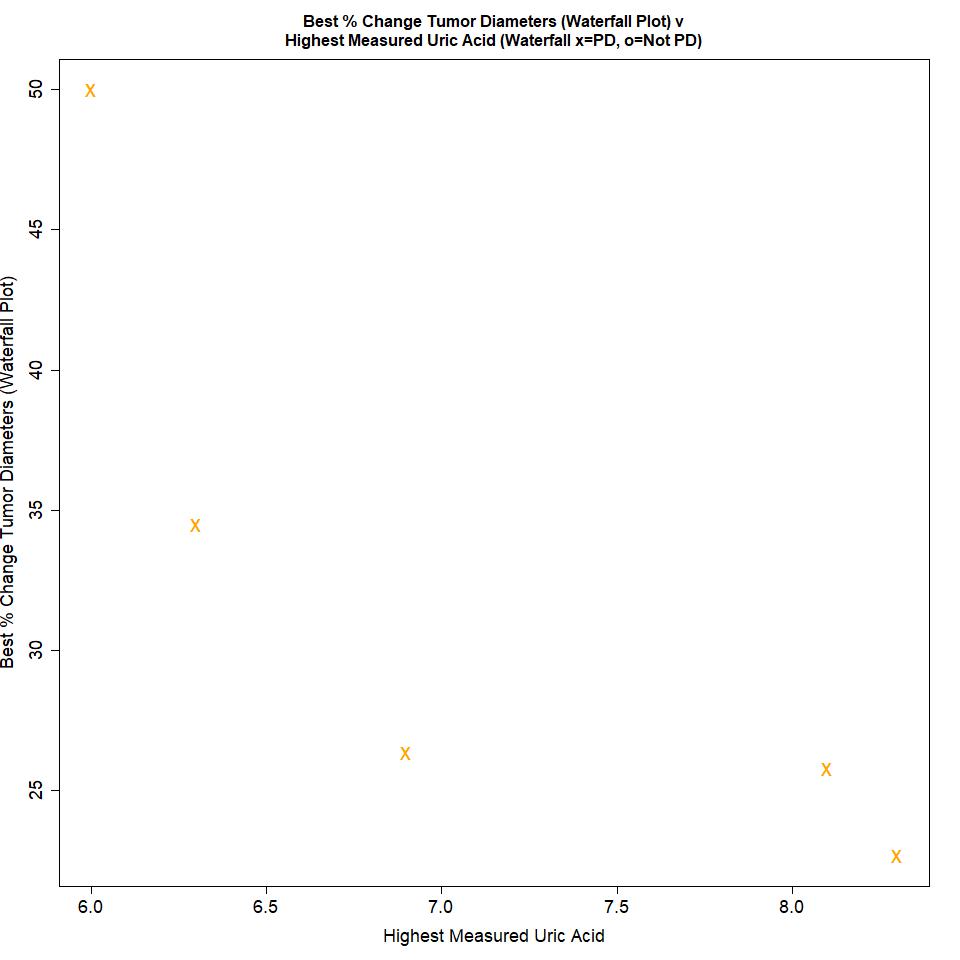 Best % Change Tumor Diameters (Waterfall Plot) v
Highest Measured Uric Acid (Waterfall x=PD, o=Not PD)
Best % Change Tumor Diameters (Waterfall Plot)
50
45
40
35
30
25
X
X
X
X
X
6.0
6.5
7.0
7.5
8.0
Highest Measured Uric Acid